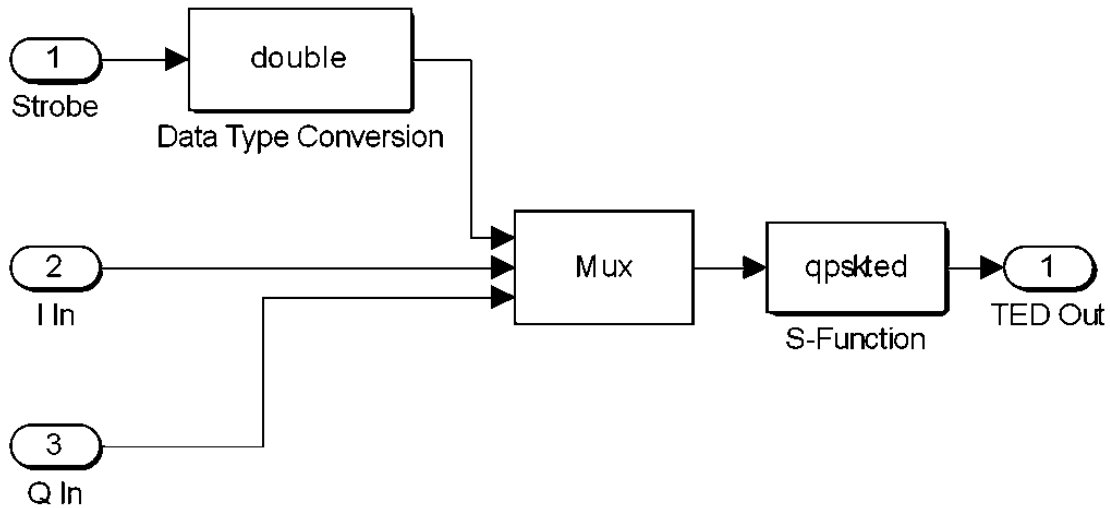 1
Strobe
double
Data Type Conversion
2
I In
3
Q In
Mux
qpskted
S-Function
1
TED Out